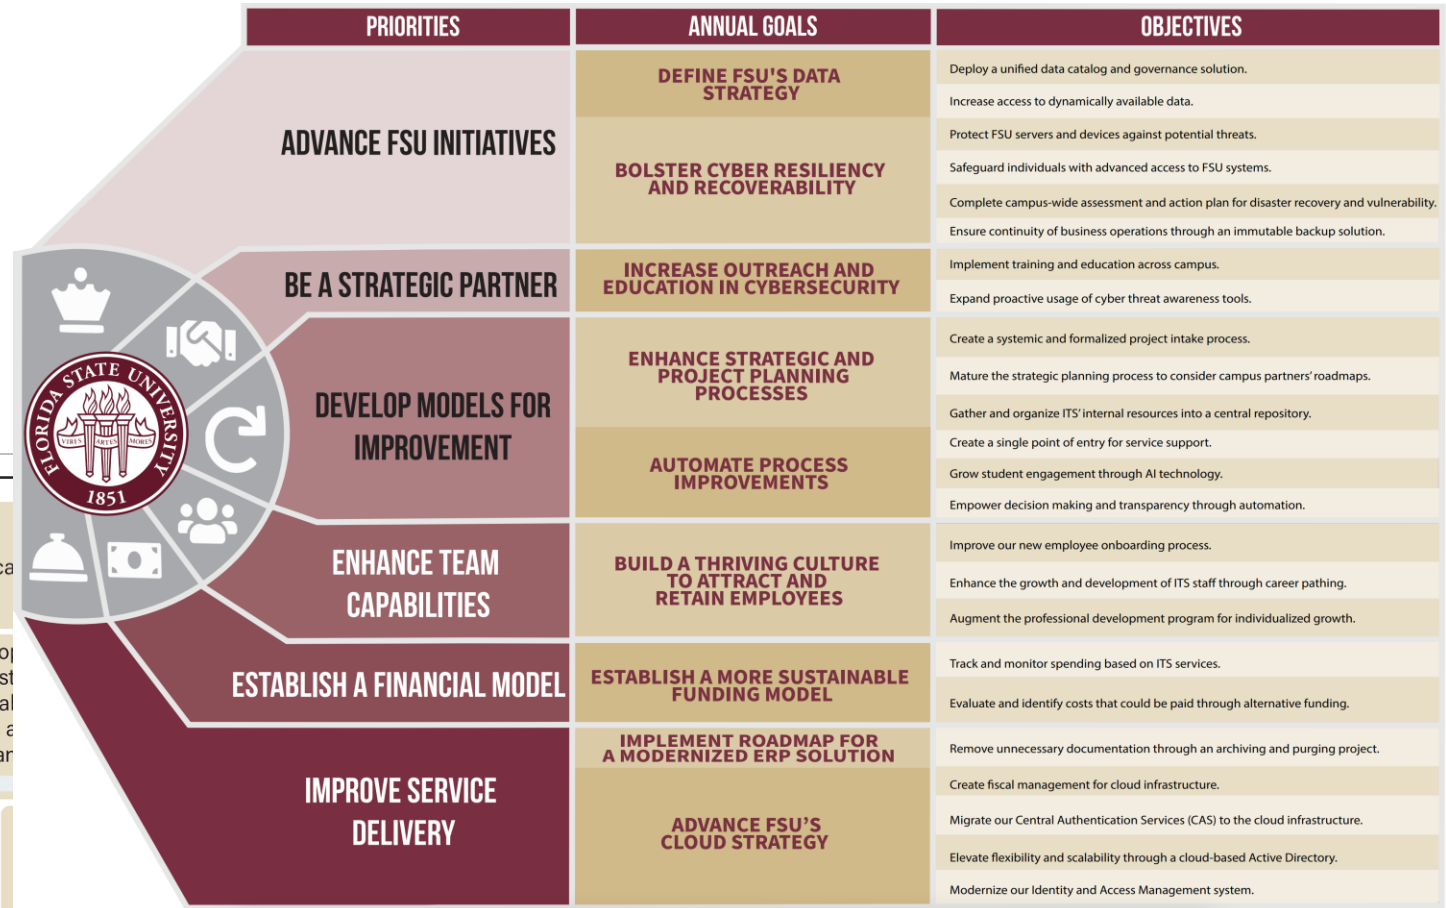 PRIORITIES
ANNUAL GOALS
OBJECTIVES
ADVANCE FSU INITIATIVES
DEFINE FSU'S DATA
STRATEGY
Deploy a unified data catalog and governance solution.
Increase access to dynamically available data.
BOLSTER CYBER RESILIENCY
AND RECOVERABILITY
Protect FSU servers and devices against potential threats.
Safeguard individuals with advanced access to FSU systems.
Complete campus-wide assessment and action plan for disaster recovery and vulnerability.
Ensure continuity of business operations through an immutable backup solution.
BE A STRATEGIC PARTNER
INCREASE OUTREACH AND
EDUCATION IN CYBERSECURITY
Implement training and education across campus.
Expand proactive usage of cyber threat awareness tools.
DEVELOP MODELS FOR
IMPROVEMENT
ENHANCE STRATEGIC AND
PROJECT PLANNING
PROCESSES
Create a systemic and formalized project intake process.
Mature the strategic planning process to consider campus partners' roadmaps.
Gather and organize ITS' internal resources into a central repository.
AUTOMATE PROCESS
IMPROVEMENTS
Create a single point of entry for service support.
Grow student engagement through AI technology.
Empower decision making and transparency through automation.
ENHANCE TEAM
CAPABILITIES
BUILD A THRIVING CULTURE
TO ATTRACT AND
RETAIN EMPLOYEES
Improve our new employee onboarding process.
Enhance the growth and development of ITS staff through career pathing.
Augment the professional development program for individualized growth.
ESTABLISH A FINANCIAL MODEL
ESTABLISH A MORE SUSTAINABLE
FUNDING MODEL
Track and monitor spending based on ITS services.
Evaluate and identify costs that could be paid through alternative funding.
IMPROVE SERVICE
DELIVERY
IMPLEMENT ROADMAP FOR
A MODERNIZED ERP SOLUTION
Remove unnecessary documentation through an archiving and purging project.
ADVANCE FSU'S
CLOUD STRATEGY
Create fiscal management for cloud infrastructure.
Migrate our Central Authentication Services (CAS) to the cloud infrastructure.
Elevate flexibility and scalability through a cloud-based Active Directory.
Modernize our Identity and Access Management system.
FLORIDA STATE UNIVERSITY
VIRES ARTES MORES
1851